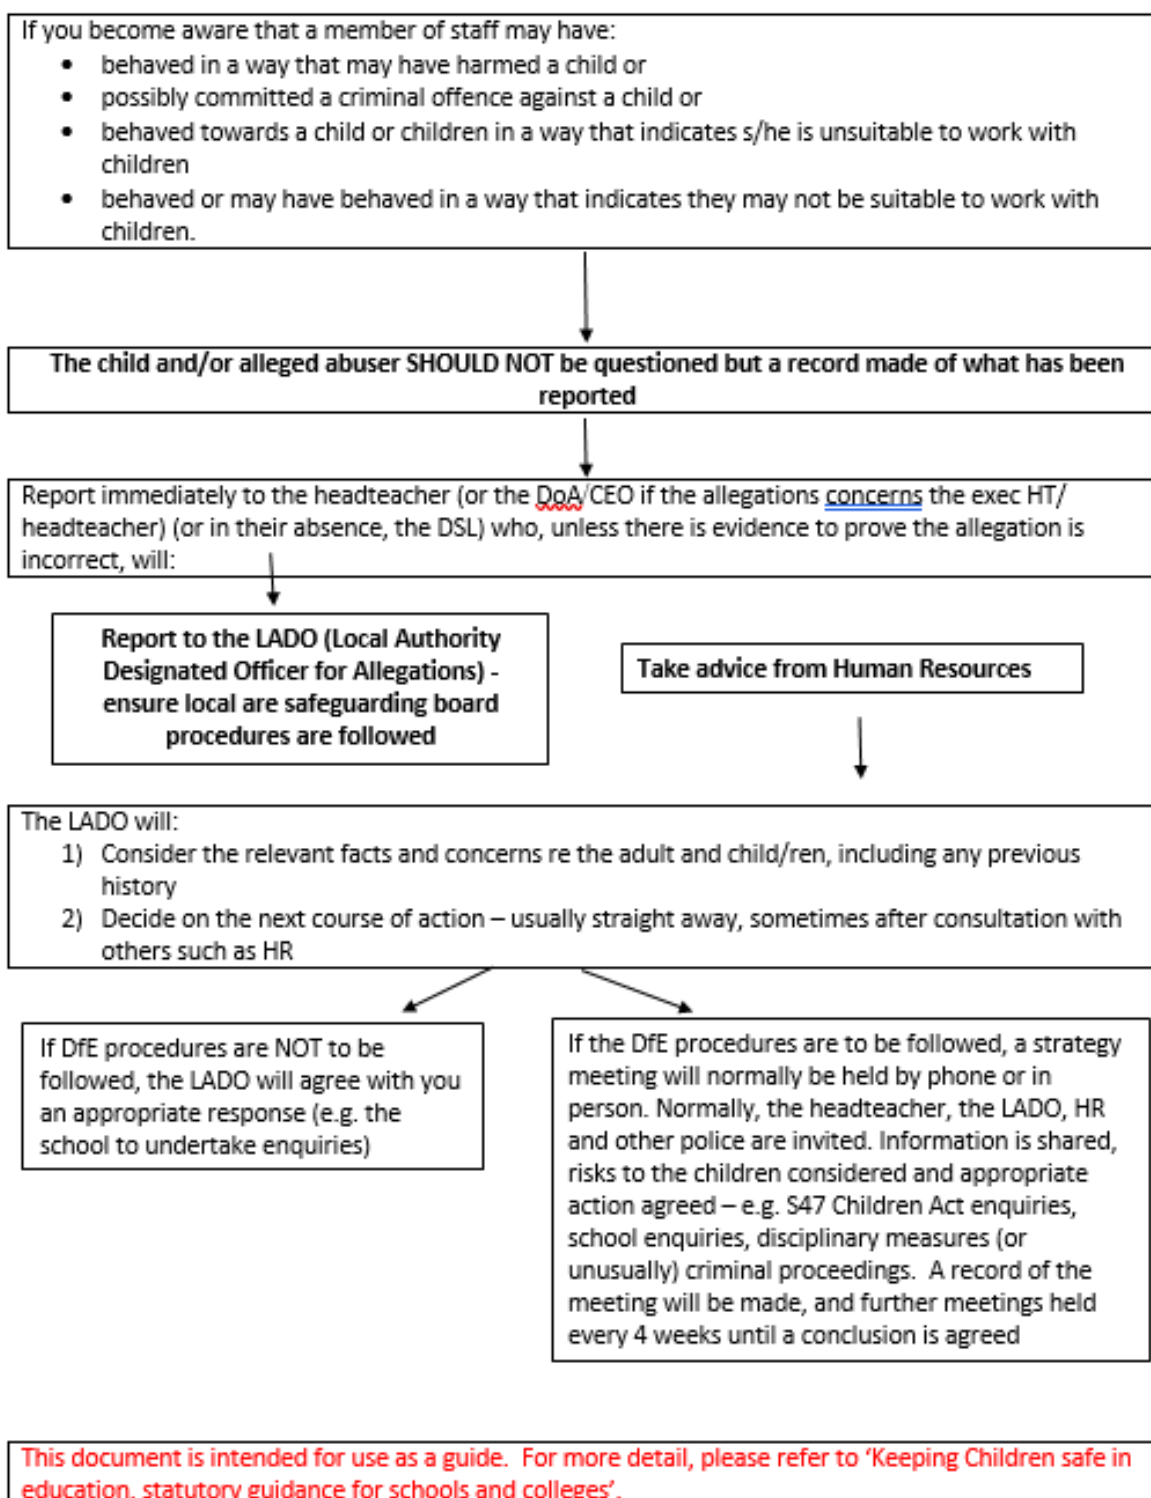 If you become aware that a member of staff may have:
• behaved in a way that may have harmed a child or
• possibly committed a criminal offence against a child or
• behaved towards a child or children in a way that indicates s/he is unsuitable to work with
children
• behaved or may have behaved in a way that indicates they may not be suitable to work with
children.
The child and/or alleged abuser SHOULD NOT be questioned but a record made of what has been
reported
Report immediately to the headteacher (or the DoA/CEO if the allegations concerns the exec HT/
headteacher) (or in their absence, the DSL) who, unless there is evidence to prove the allegation is
incorrect, will:
Report to the LADO (Local Authority
Designated Officer for Allegations) -
ensure local are safeguarding board
procedures are followed
Take advice from Human Resources
The LADO will:
1) Consider the relevant facts and concerns re the adult and child/ren, including any previous
history
2) Decide on the next course of action – usually straight away, sometimes after consultation with
others such as HR
If DfE procedures are NOT to be
followed, the LADO will agree with you
an appropriate response (e.g. the
school to undertake enquiries)
If the DfE procedures are to be followed, a strategy
meeting will normally be held by phone or in
person. Normally, the headteacher, the LADO, HR
and other police are invited. Information is shared,
risks to the children considered and appropriate
action agreed – e.g. S47 Children Act enquiries,
school enquiries, disciplinary measures (or
unusually) criminal proceedings.  A record of the
meeting will be made, and further meetings held
every 4 weeks until a conclusion is agreed
This document is intended for use as a guide.  For more detail, please refer to ‘Keeping Children safe in
education, statutory guidance for schools and colleges’.